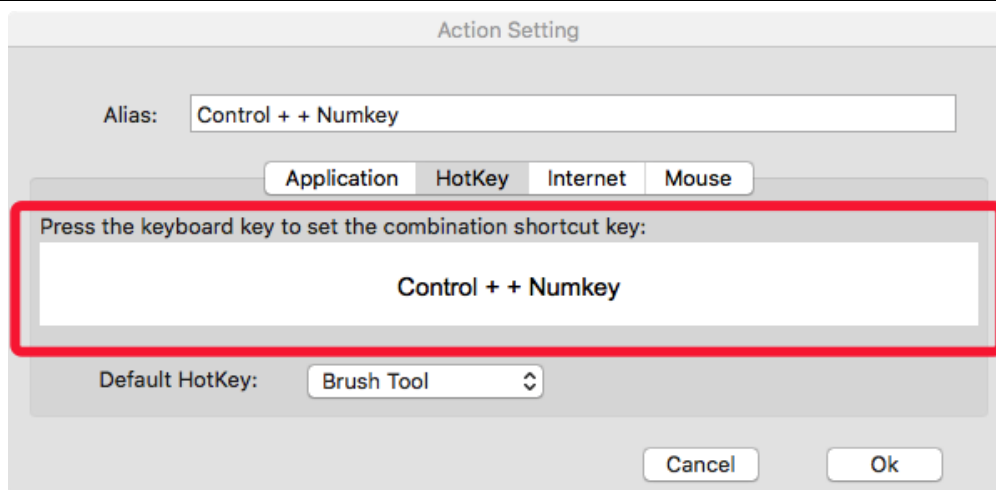 Action Setting
Alias: Control + + Numkey
Application HotKey Internet Mouse
Press the keyboard key to set the combination shortcut key:
Control + + Numkey
Default HotKey: Brush Tool
Cancel Ok